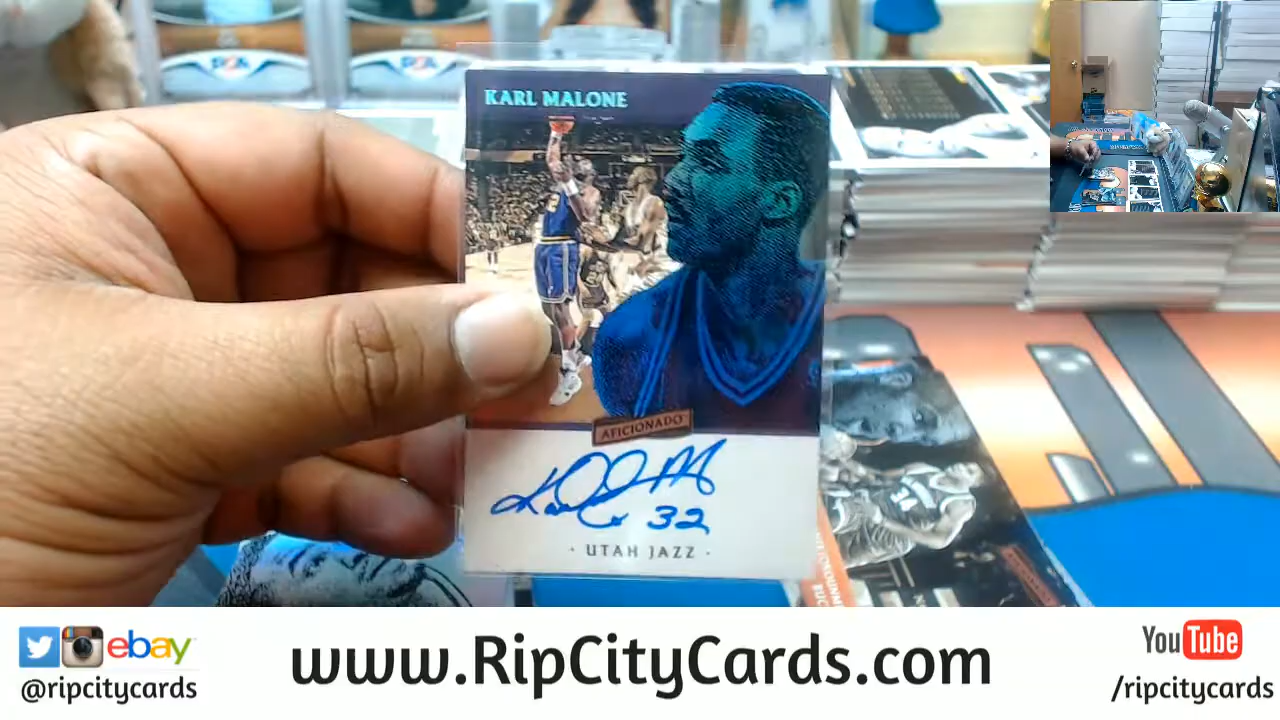 PSA
PSA
KARL MALONE
AFICIONADO
32
· UTAH JAZZ ·
ebay
@ripcitycards
www.RipCityCards.com
YouTube
/ripcitycards